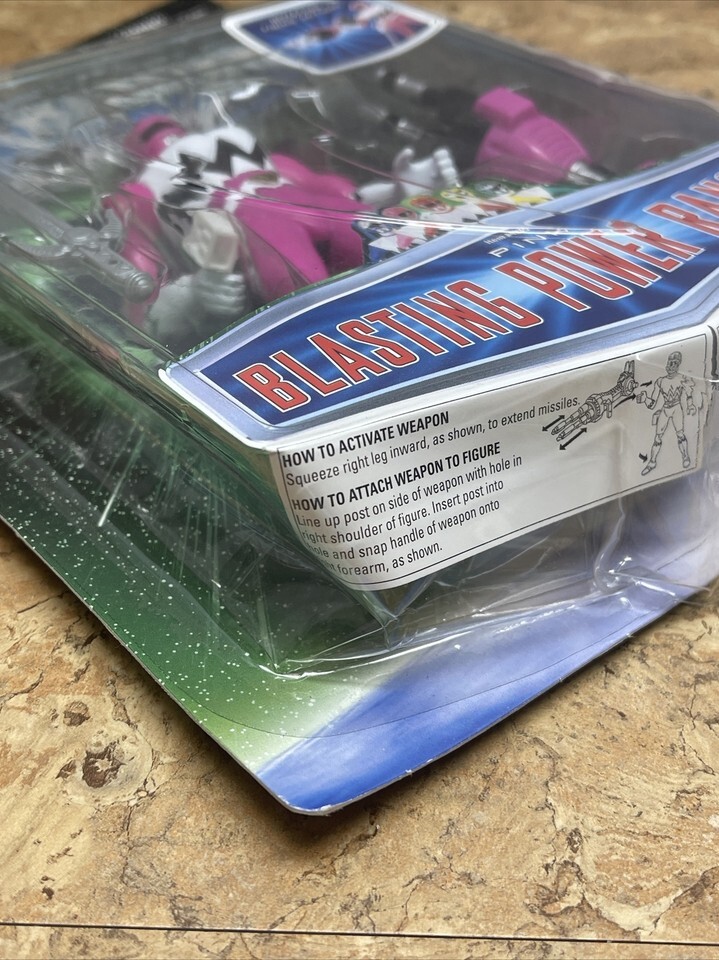 PINK
BLASTING POWER
HOW TO ACTIVATE WEAPON
Squeeze right leg inward, as shown, to extend missiles.
HOW TO ATTACH WEAPON TO FIGURE
Line up post on side of weapon with hole in
right shoulder of figure. Insert post into
and snap handle of weapon onto
forearm, as shown.